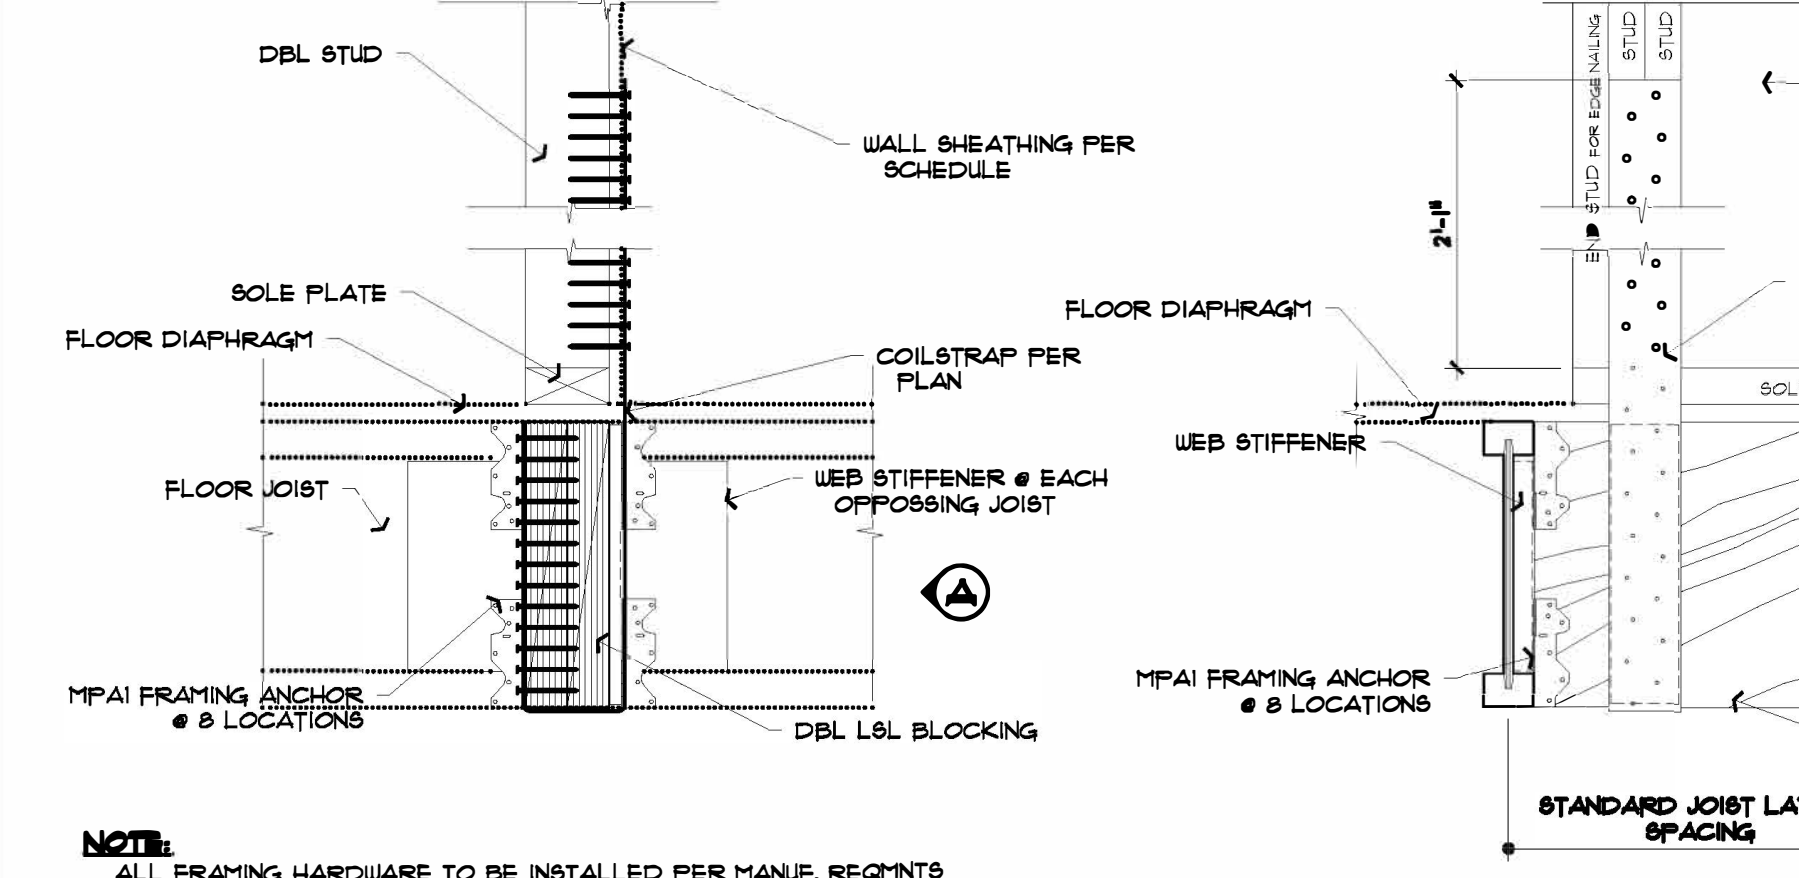 DBL STUD
WALL SHEATHING PER
SCHEDULE
SOLE PLATE
FLOOR DIAPHRAGM
COILSTRAP PER
PLAN
FLOOR JOIST
WEB STIFFENER @ EACH
OPPOSSING JOIST
A
MPA1 FRAMING ANCHOR
@ 8 LOCATIONS
DBL LSL BLOCKING
NOTE:
ALL FRAMING HARDWARE TO BE INSTALLED PER MANUF. REQMNTS
END STUD FOR EDGE NAILING
STUD
STUD
2'-1"
FLOOR DIAPHRAGM
SOL
WEB STIFFENER
MPA1 FRAMING ANCHOR
@ 8 LOCATIONS
STANDARD JOIST LA
SPACING